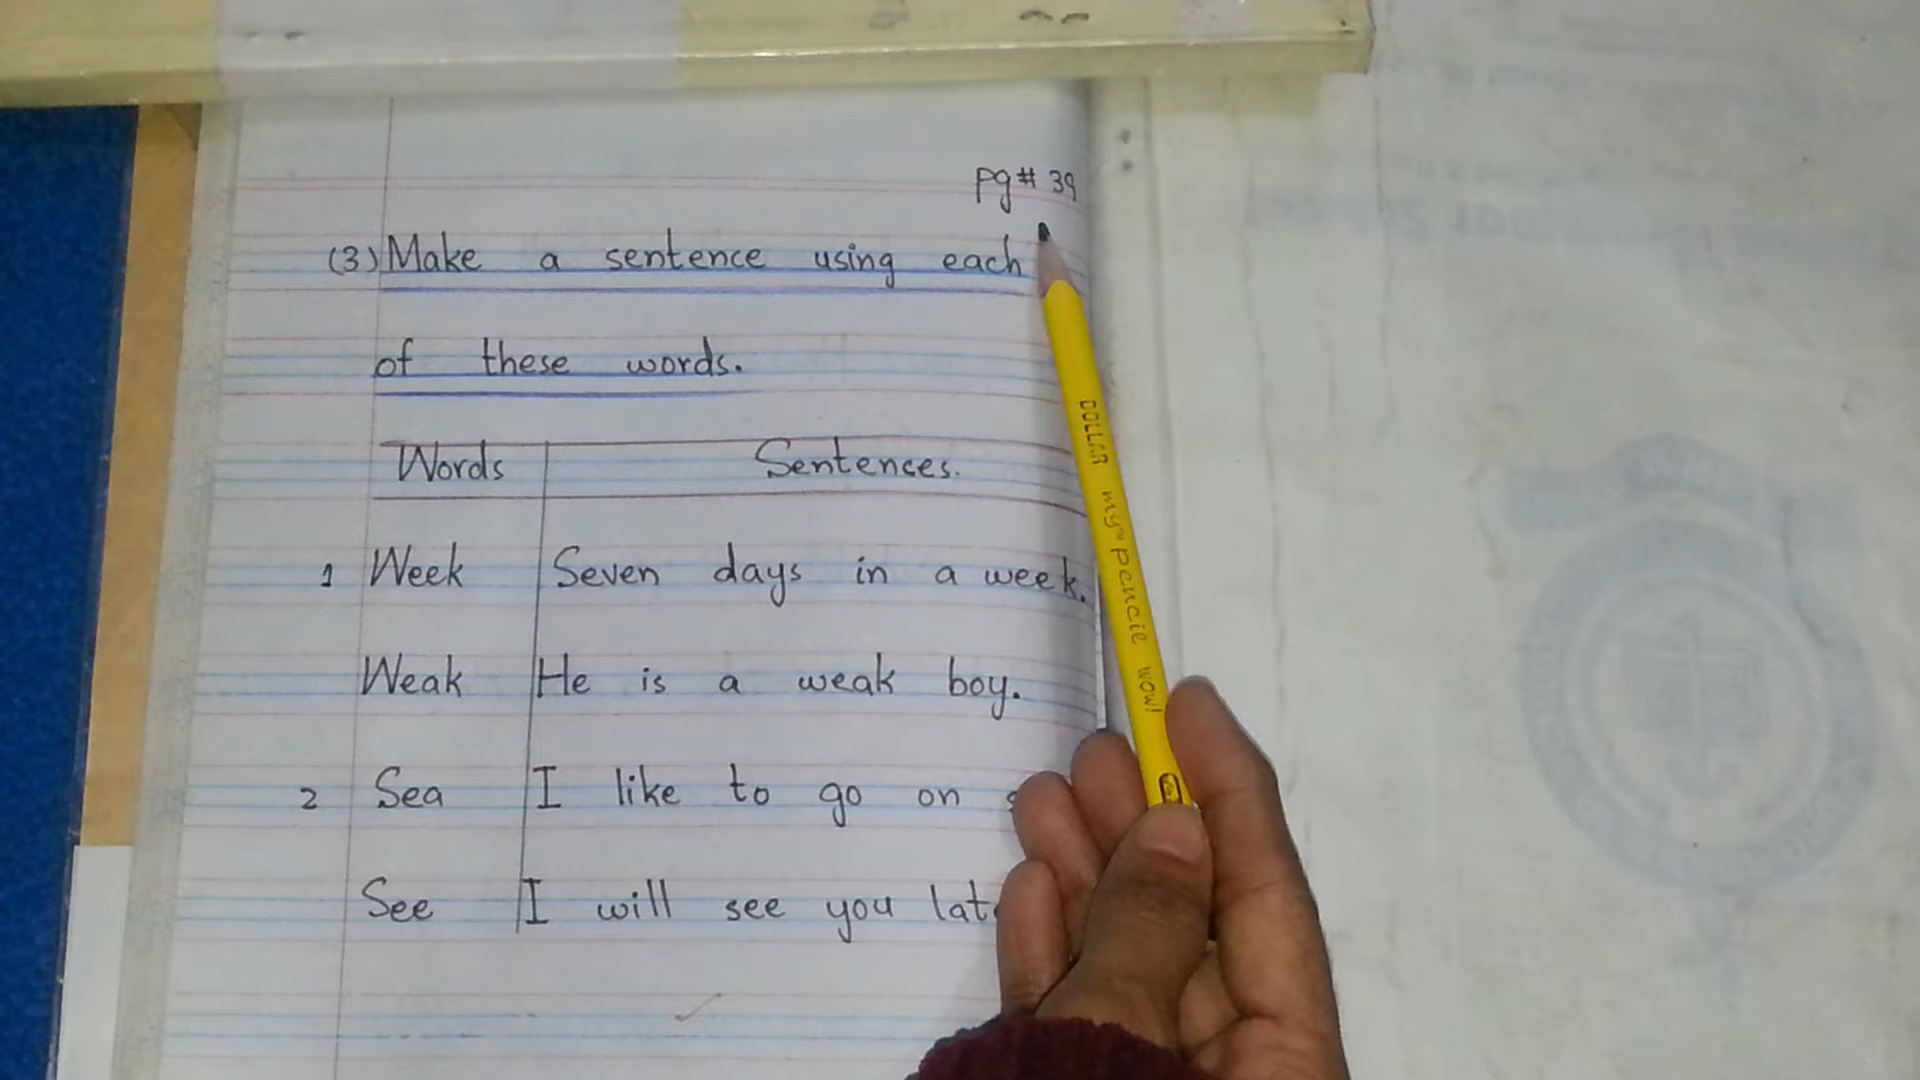 pg# 39
(3) Make a sentence using each
of these words.
Words Sentences.
1 Week Seven days in a week.
Weak He is a weak boy.
2 Sea I like to go on
See I will see you
DOLLAR my pencil wow!